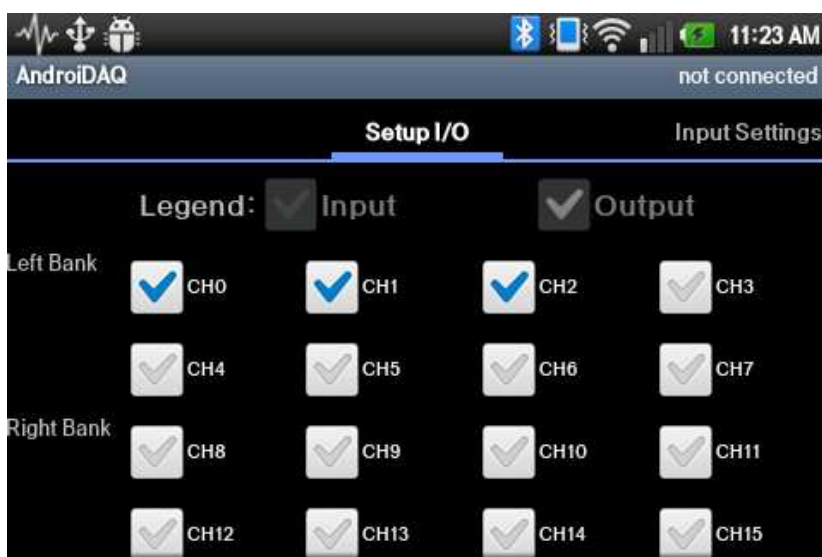 11:23 AM
AndroiDAQ not connected
Setup I/O Input Settings
Legend: Input Output
Left Bank
CH0 CH1 CH2 CH3
CH4 CH5 CH6 CH7
Right Bank
CH8 CH9 CH10 CH11
CH12 CH13 CH14 CH15